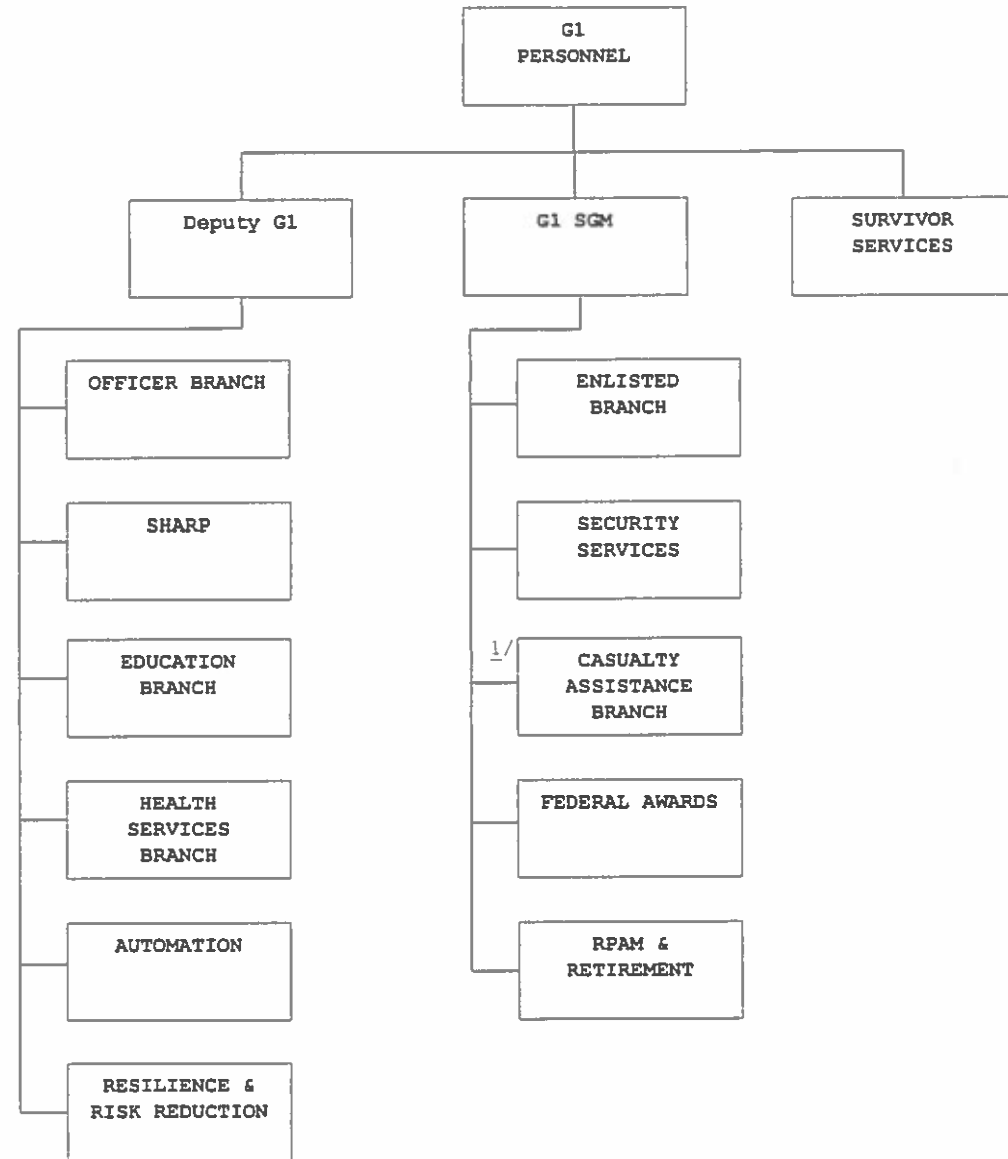 G1
PERSONNEL
Deputy G1
G1 SGM
SURVIVOR
SERVICES
OFFICER BRANCH
SHARP
EDUCATION
BRANCH
HEALTH
SERVICES
BRANCH
AUTOMATION
RESILIENCE &
RISK REDUCTION
ENLISTED
BRANCH
SECURITY
SERVICES
1/
CASUALTY
ASSISTANCE
BRANCH
FEDERAL AWARDS
RPAM &
RETIREMENT